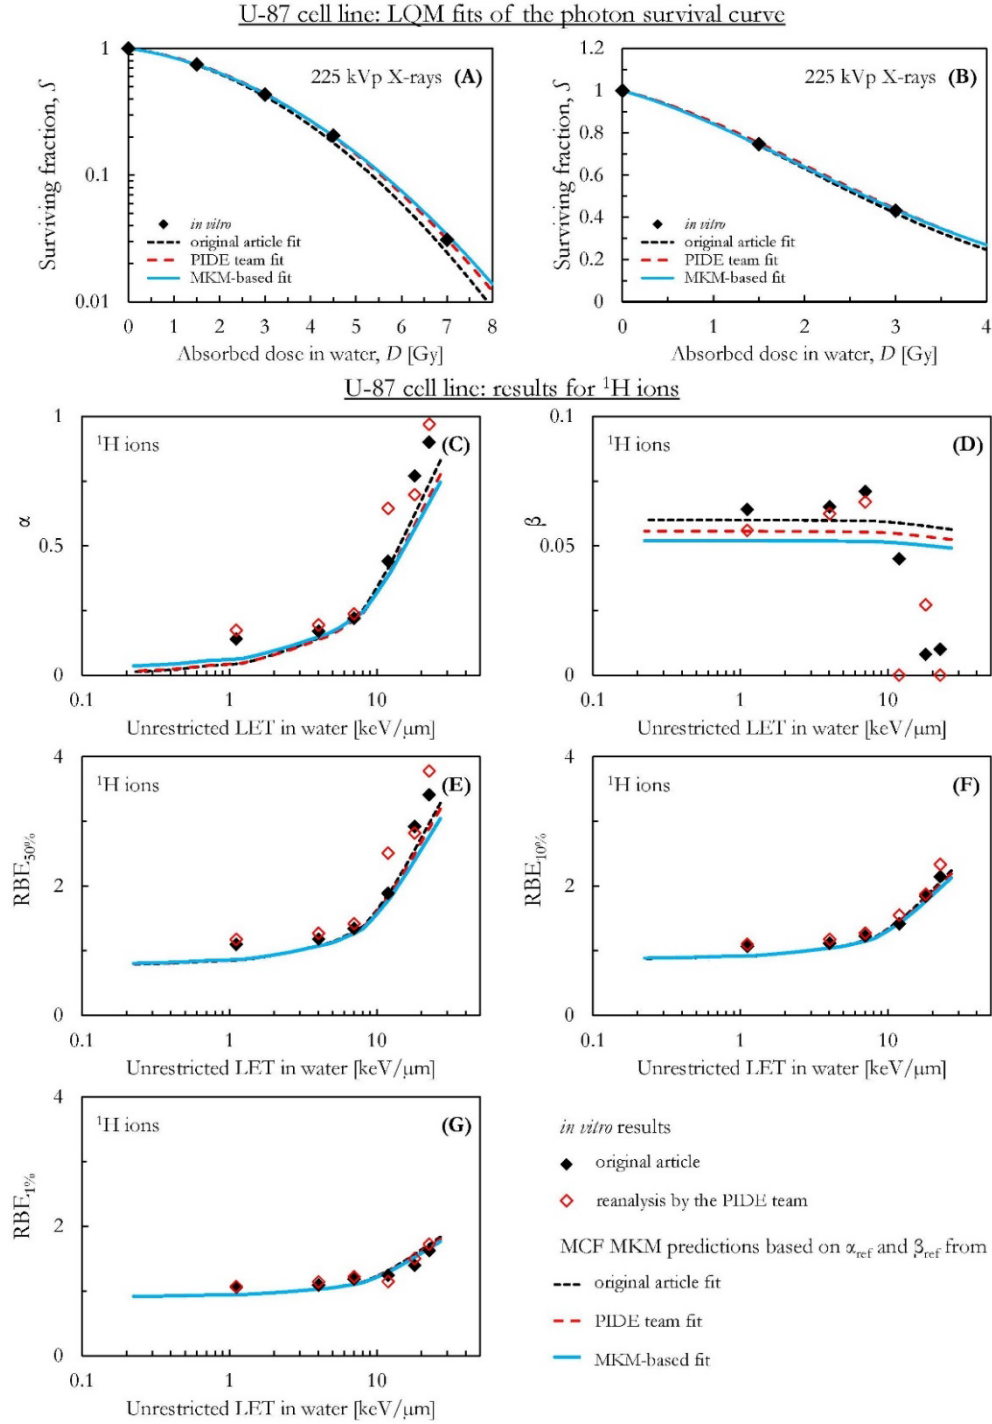 U-87 cell line: LQM fits of the photon survival curve
1
0.1
0.01
Surviving fraction, S
225 kVp X-rays (A)
in vitro
original article fit
PIDE team fit
MKM-based fit
0 1 2 3 4 5 6 7 8
Absorbed dose in water, D [Gy]
1.2
1
0.8
0.6
0.4
0.2
0
Surviving fraction, S
225 kVp X-rays (B)
in vitro
original article fit
PIDE team fit
MKM-based fit
0 1 2 3 4
Absorbed dose in water, D [Gy]
U-87 cell line: results for ¹H ions
1
0.5
0
α
¹H ions (C)
0.1 1 10
Unrestricted LET in water [keV/μm]
0.1
0.05
0
β
¹H ions (D)
0.1 1 10
Unrestricted LET in water [keV/μm]
4
2
0
RBE50%
¹H ions (E)
0.1 1 10
Unrestricted LET in water [keV/μm]
4
2
0
RBE10%
¹H ions (F)
0.1 1 10
Unrestricted LET in water [keV/μm]
4
2
0
RBE1%
¹H ions (G)
0.1 1 10
Unrestricted LET in water [keV/μm]
in vitro results
original article
reanalysis by the PIDE team
MCF MKM predictions based on αref and βref from
original article fit
PIDE team fit
MKM-based fit